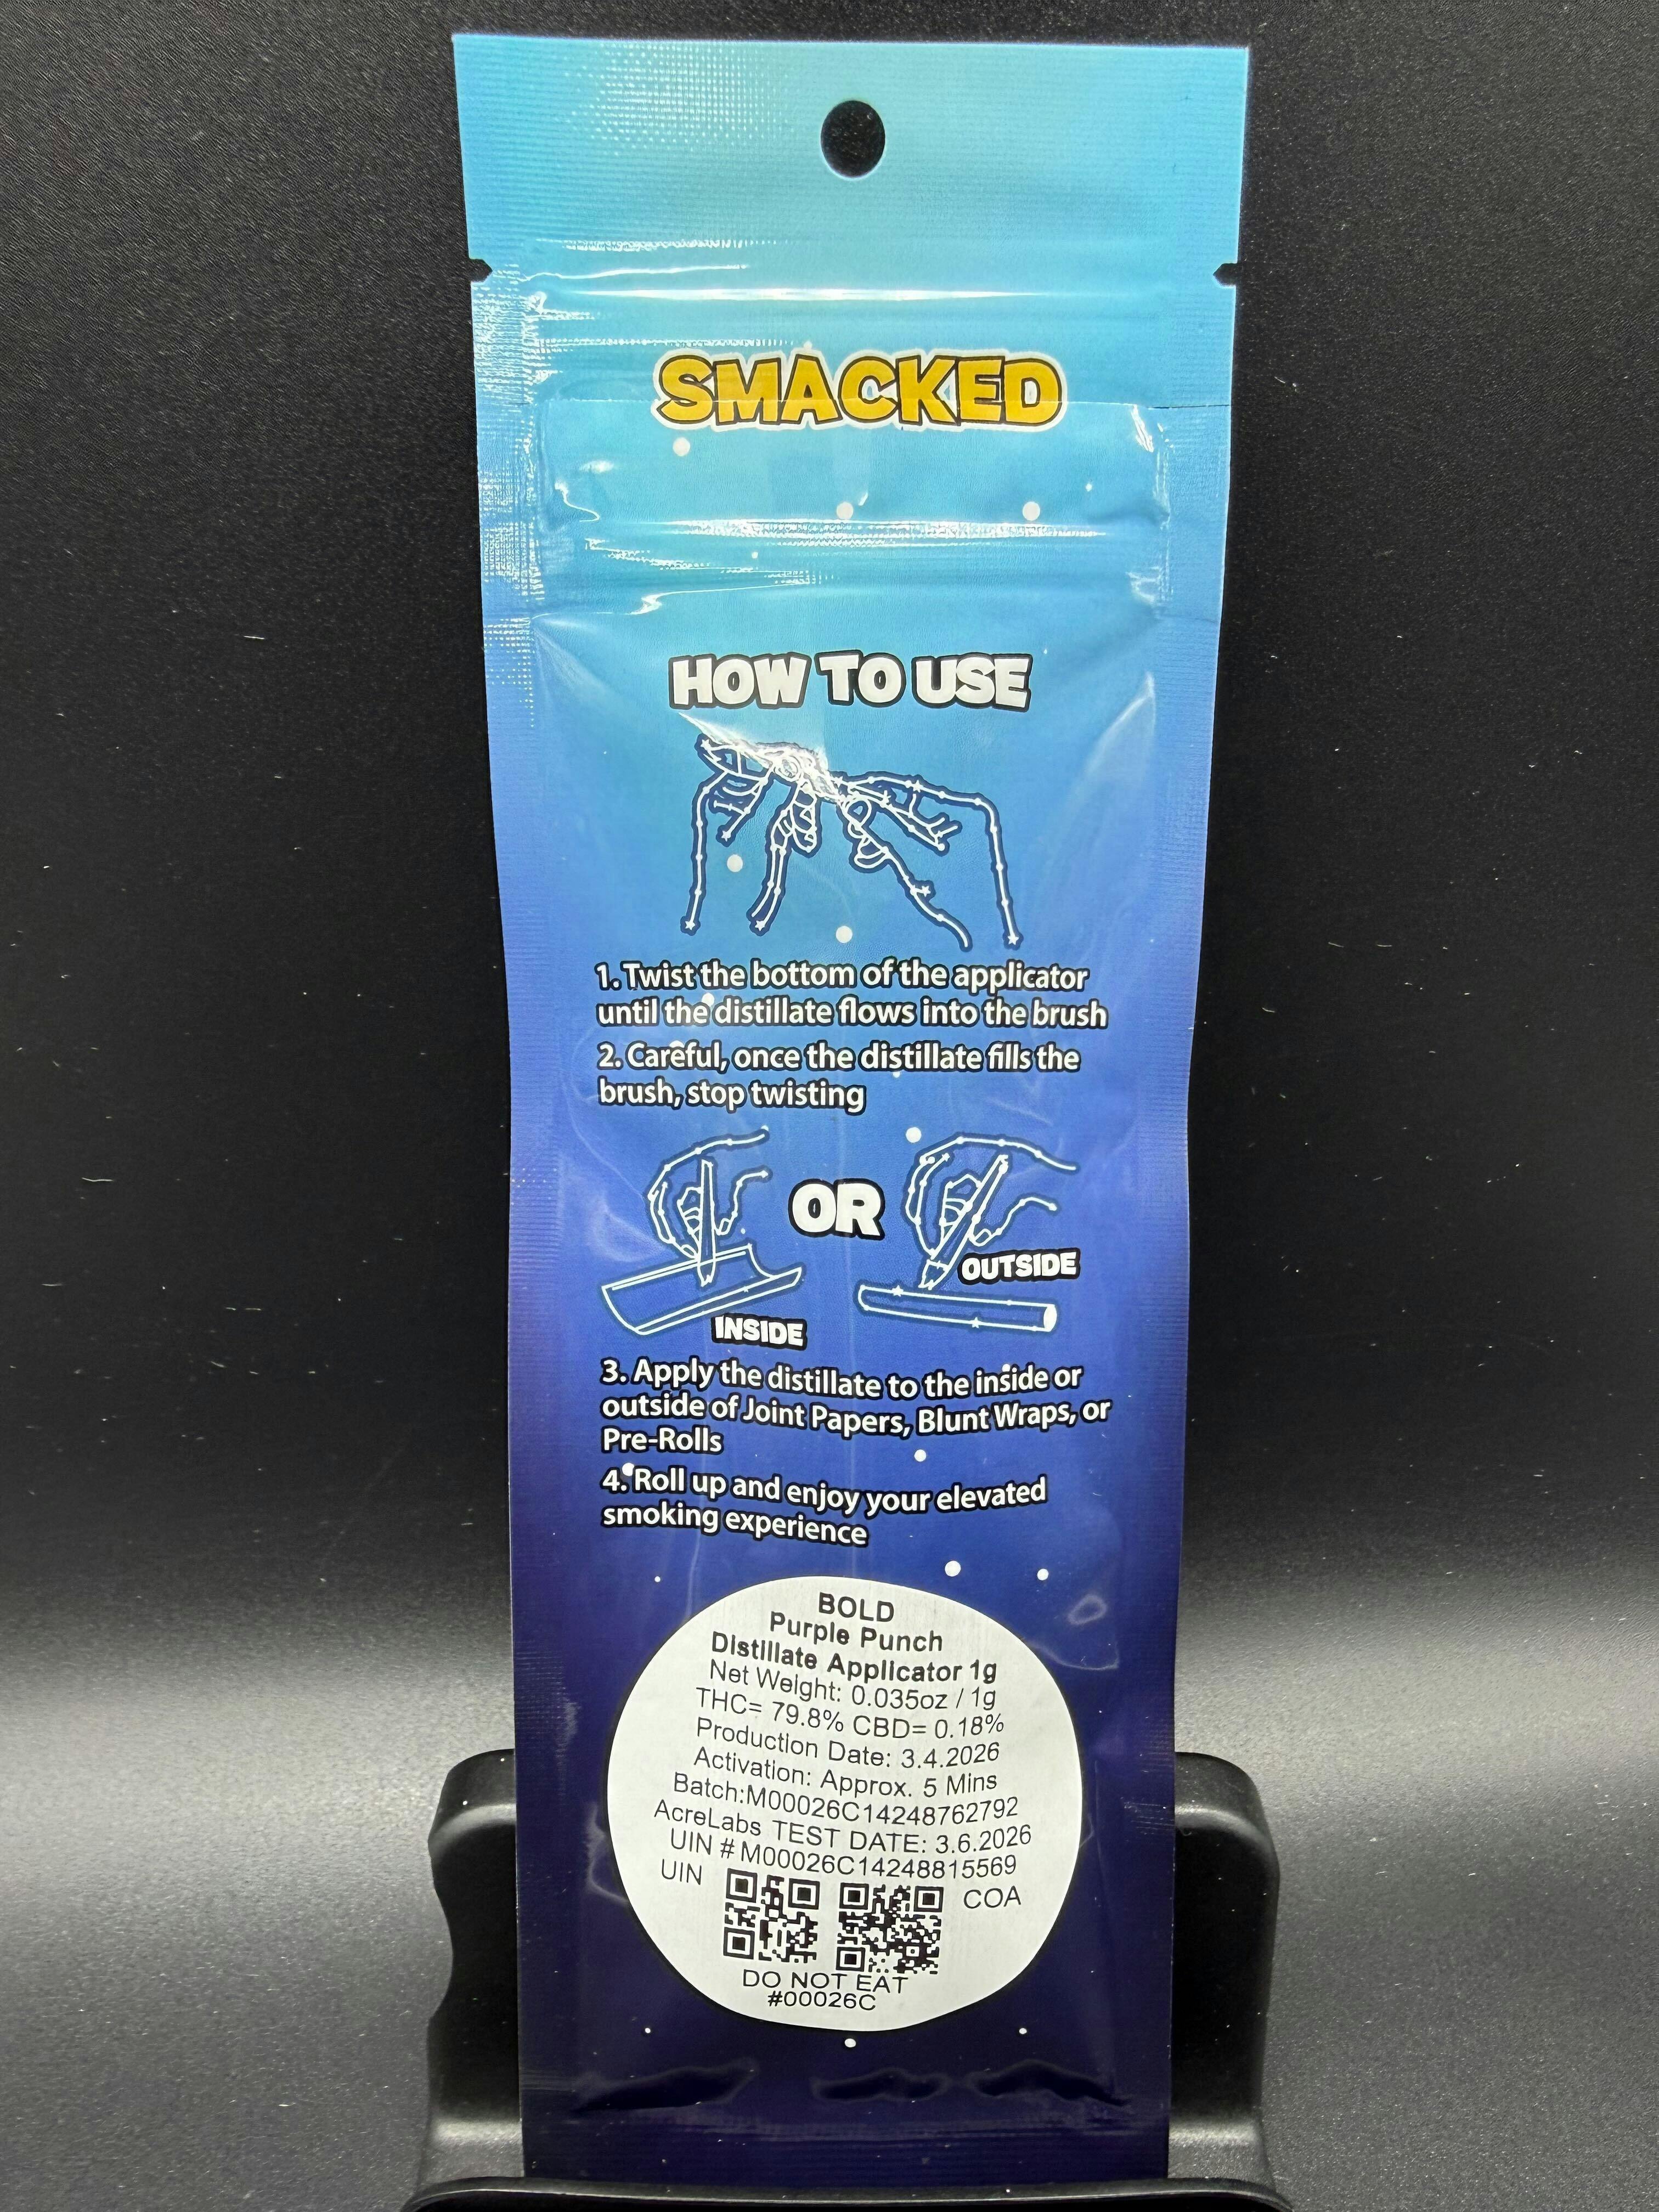 SMACKED
HOW TO USE
1. Twist the bottom of the applicator
until the distillate flows into the brush
2. Careful, once the distillate fills the
brush, stop twisting
OR
OUTSIDE
INSIDE
3. Apply the distillate to the inside or
outside of Joint Papers, Blunt Wraps, or
Pre-Rolls
4. Roll up and enjoy your elevated
smoking experience
BOLD
Purple Punch
Distillate Applicator 1g
Net Weight: 0.035oz / 1g
THC= 79.8% CBD= 0.18%
Production Date: 3.4.2026
Activation: Approx. 5 Mins
Batch:M00026C14248762792
AcreLabs TEST DATE: 3.6.2026
UIN # M00026C14248815569
UIN COA
DO NOT EAT
#00026C